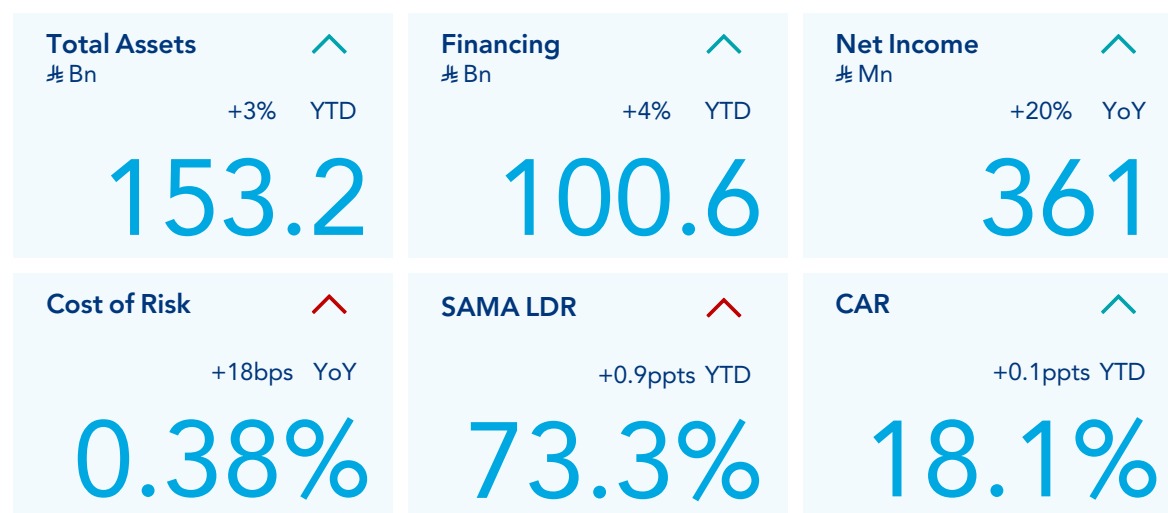 Total Assets
⃁ Bn
+3% YTD
153.2
Financing
⃁ Bn
+4% YTD
100.6
Net Income
⃁ Mn
+20% YoY
361
Cost of Risk
+18bps YoY
0.38%
SAMA LDR
+0.9ppts YTD
73.3%
CAR
+0.1ppts YTD
18.1%